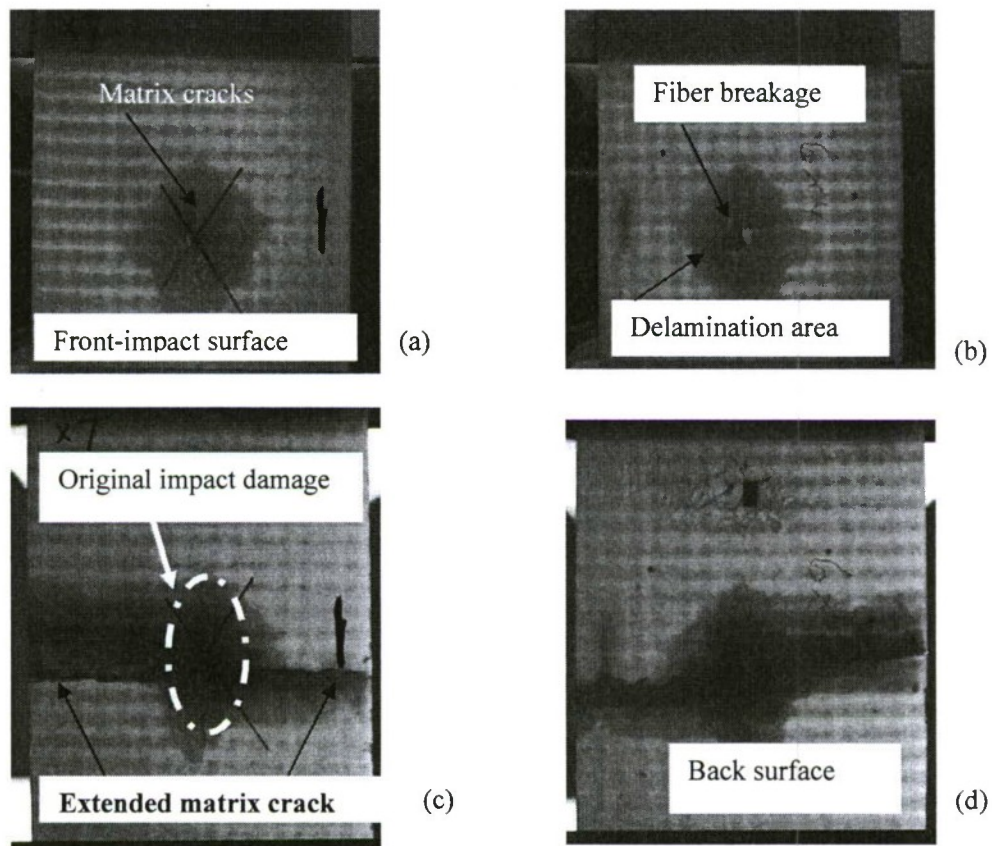 Matrix cracks
Front-impact surface
(a)
Fiber breakage
Delamination area
(b)
X
Original impact damage
Extended matrix crack
(c)
Back surface
(d)